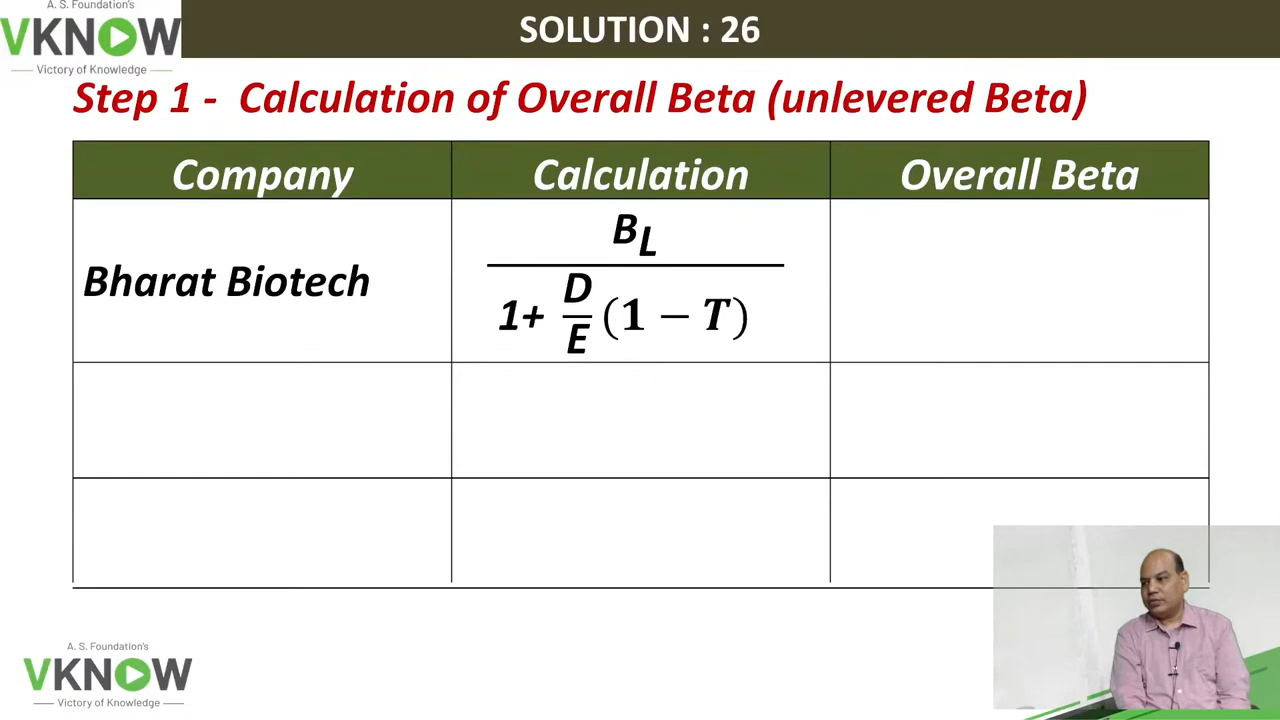 A. S. Foundation's
VKNOW
Victory of Knowledge
SOLUTION : 26
Step 1 - Calculation of Overall Beta (unlevered Beta)
Company Calculation Overall Beta
Bharat Biotech
B_L
1+ D/E (1 − T)
A. S. Foundation's
VKNOW
Victory of Knowledge